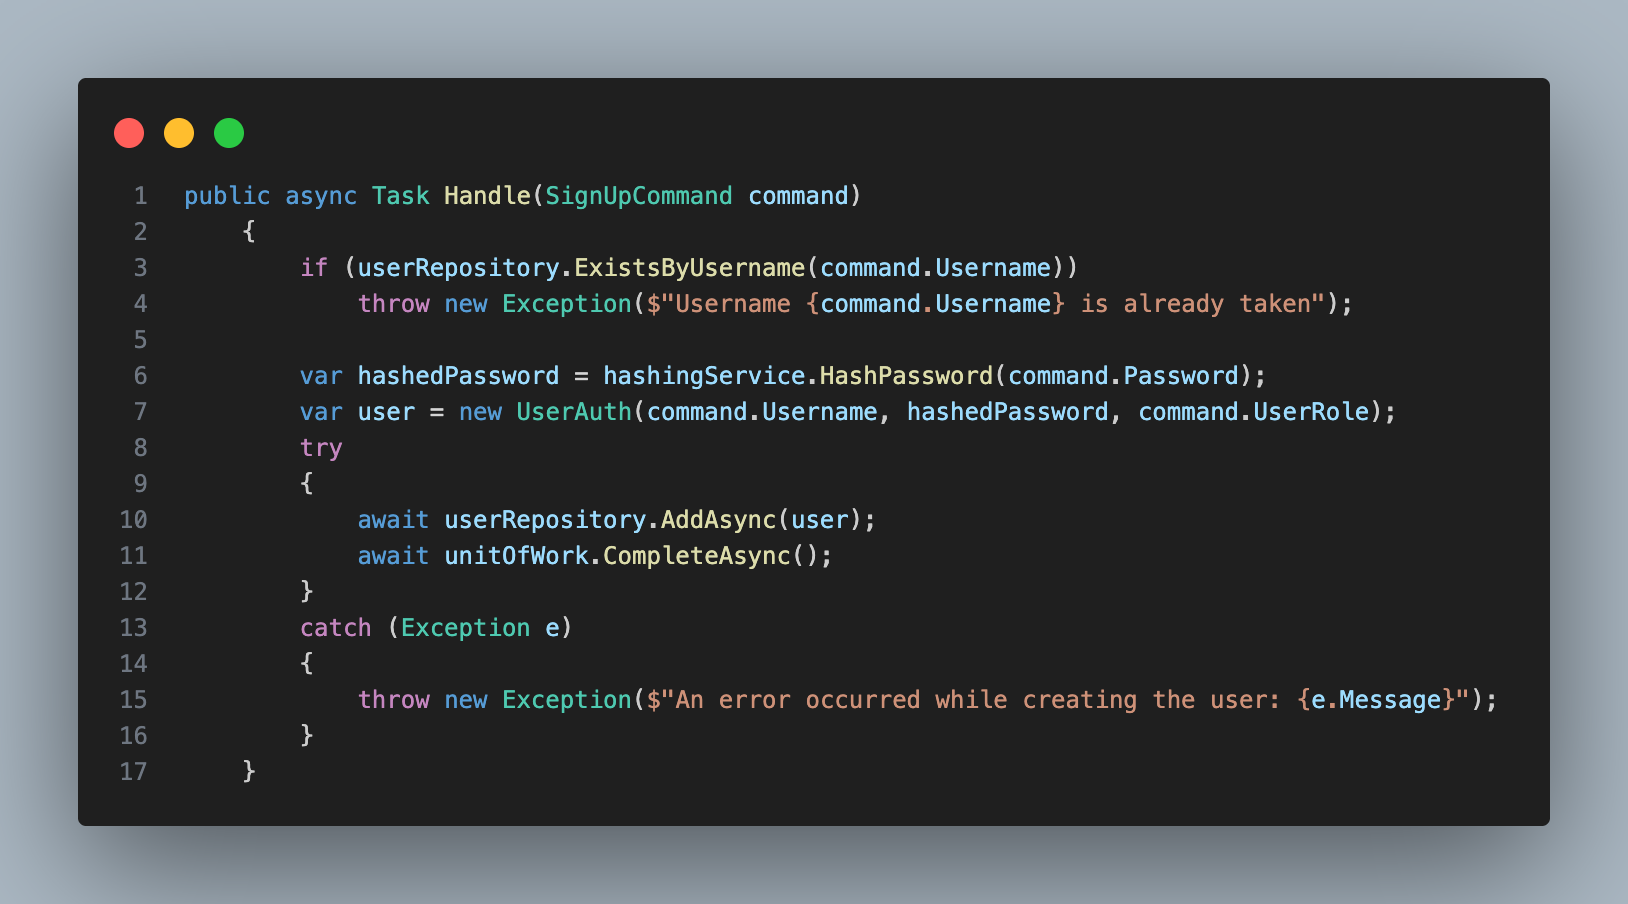 1 public async Task Handle(SignUpCommand command)
2     {
3         if (userRepository.ExistsByUsername(command.Username))
4             throw new Exception($"Username {command.Username} is already taken");
5
6         var hashedPassword = hashingService.HashPassword(command.Password);
7         var user = new UserAuth(command.Username, hashedPassword, command.UserRole);
8         try
9         {
10             await userRepository.AddAsync(user);
11             await unitOfWork.CompleteAsync();
12         }
13         catch (Exception e)
14         {
15             throw new Exception($"An error occurred while creating the user: {e.Message}");
16         }
17     }